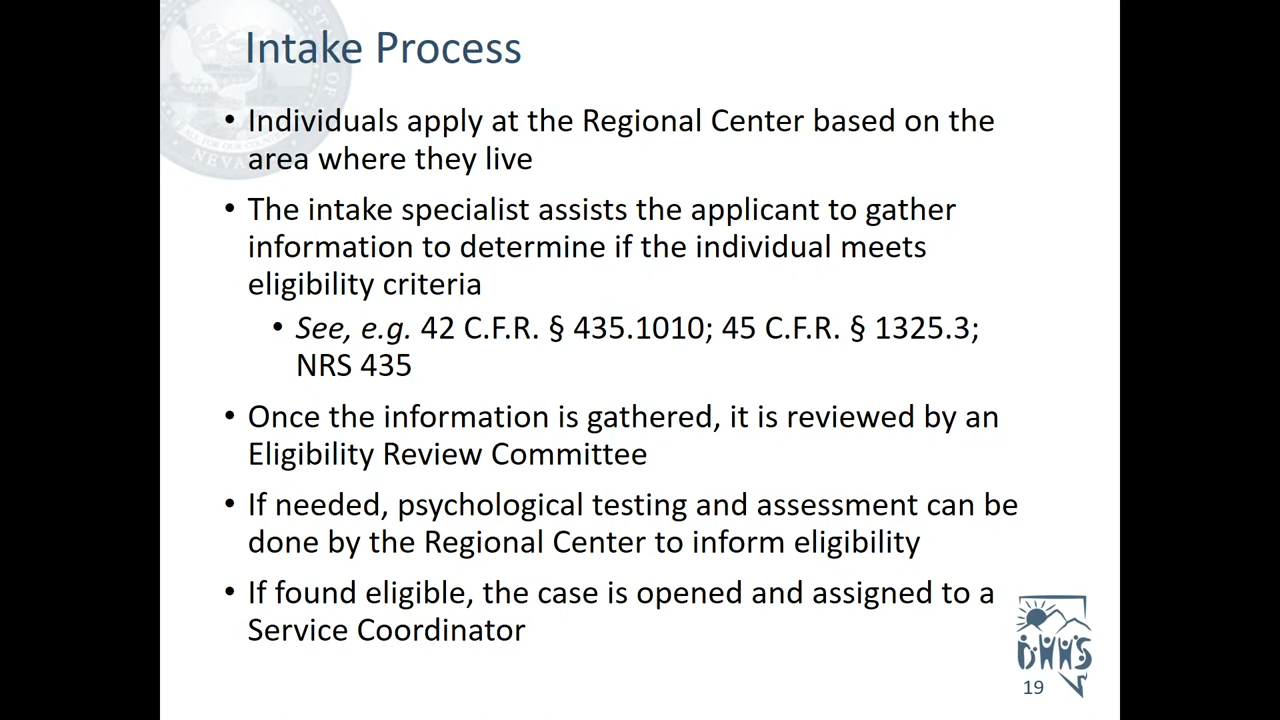 Intake Process
• Individuals apply at the Regional Center based on the
area where they live
• The intake specialist assists the applicant to gather
information to determine if the individual meets
eligibility criteria
• See, e.g. 42 C.F.R. § 435.1010; 45 C.F.R. § 1325.3;
NRS 435
• Once the information is gathered, it is reviewed by an
Eligibility Review Committee
• If needed, psychological testing and assessment can be
done by the Regional Center to inform eligibility
• If found eligible, the case is opened and assigned to a
Service Coordinator
DHHS
19
NEVADA